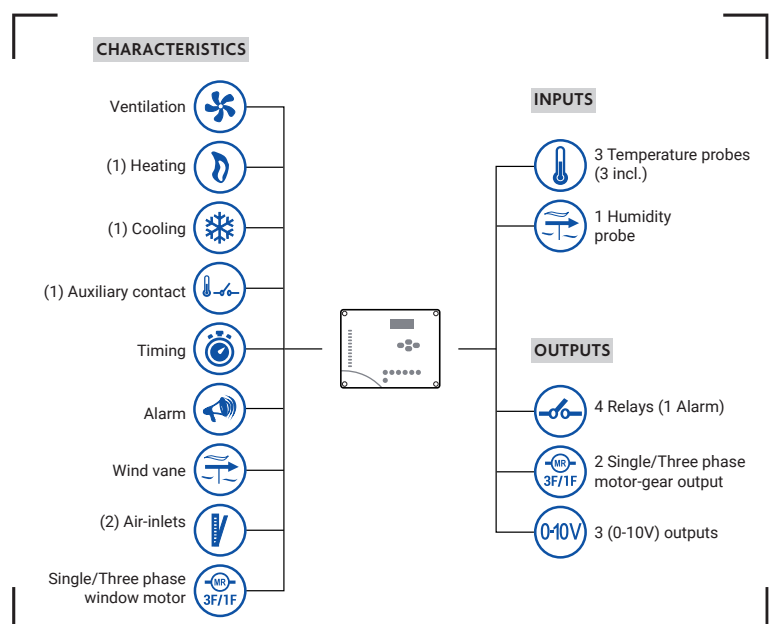 CHARACTERISTICS
Ventilation
(1) Heating
(1) Cooling
(1) Auxiliary contact
Timing
Alarm
Wind vane
(2) Air-inlets
Single/Three phase
window motor
MR
3F/1F
INPUTS
3 Temperature probes
(3 incl.)
1 Humidity
probe
OUTPUTS
4 Relays (1 Alarm)
MR
3F/1F
2 Single/Three phase
motor-gear output
0-10V
3 (0-10V) outputs